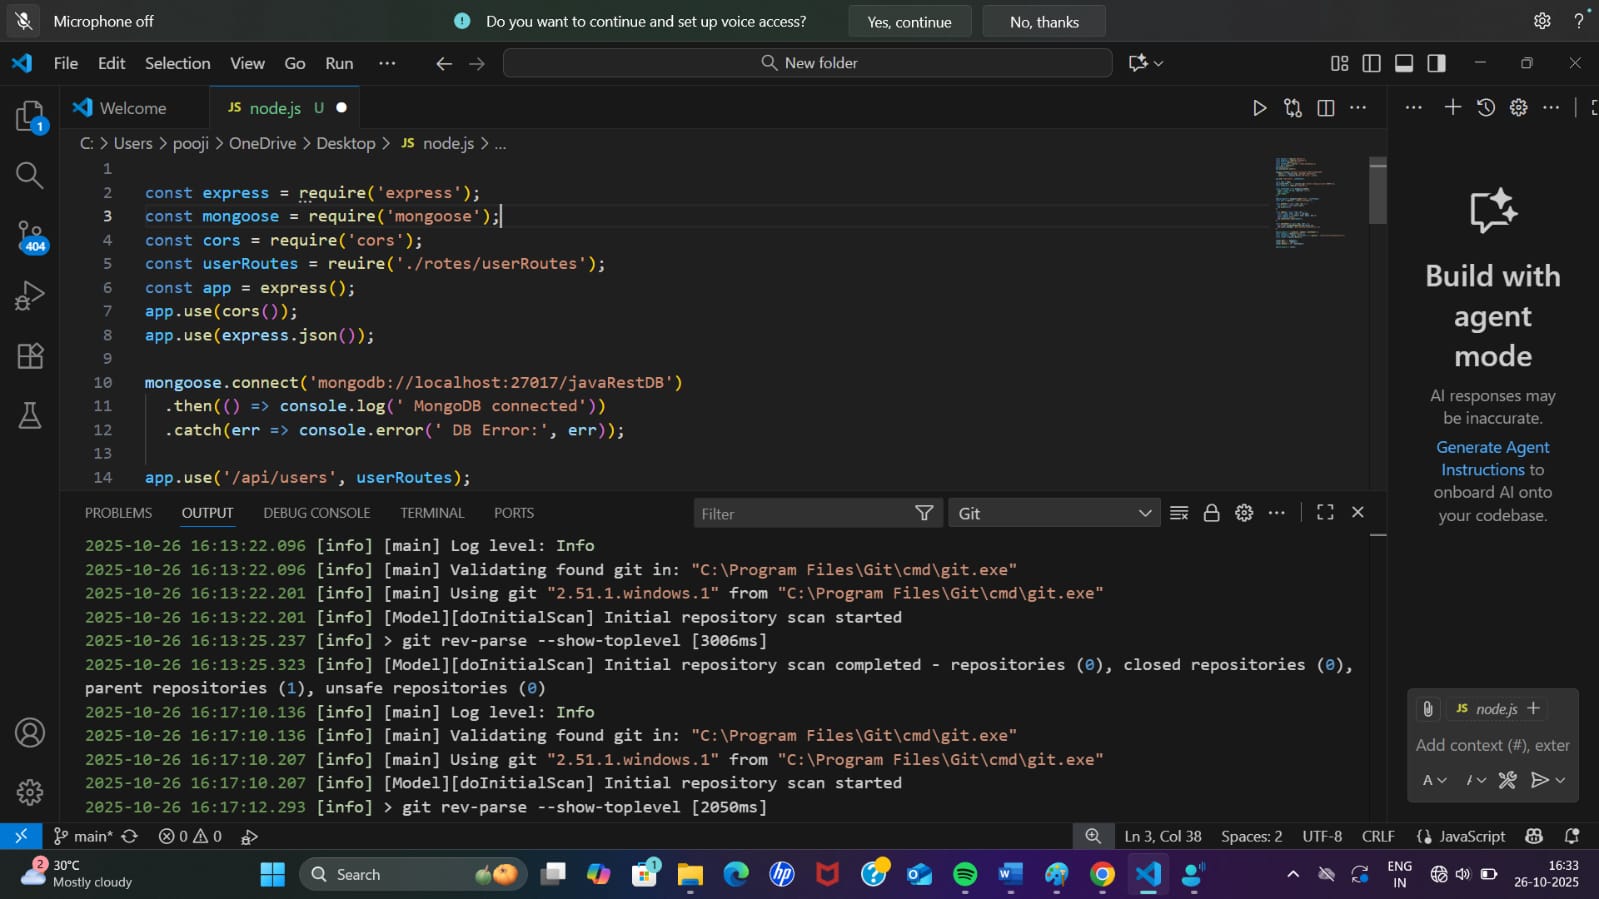 Microphone off
Do you want to continue and set up voice access?
Yes, continue
No, thanks
?
File Edit Selection View Go Run ···
New folder
Welcome
JS node.js U
C: > Users > pooji > OneDrive > Desktop > JS node.js > ...
1
2 const express = require('express');
3 const mongoose = require('mongoose');
4 const cors = require('cors');
5 const userRoutes = reuire('./rotes/userRoutes');
6 const app = express();
7 app.use(cors());
8 app.use(express.json());
9
10 mongoose.connect('mongodb://localhost:27017/javaRestDB')
11 .then(() => console.log(' MongoDB connected'))
12 .catch(err => console.error(' DB Error:', err));
13
14 app.use('/api/users', userRoutes);
1
404
Build with
agent
mode
AI responses may
be inaccurate.
Generate Agent
Instructions to
onboard AI onto
your codebase.
PROBLEMS OUTPUT DEBUG CONSOLE TERMINAL PORTS
Filter
Git
2025-10-26 16:13:22.096 [info] [main] Log level: Info
2025-10-26 16:13:22.096 [info] [main] Validating found git in: "C:\Program Files\Git\cmd\git.exe"
2025-10-26 16:13:22.201 [info] [main] Using git "2.51.1.windows.1" from "C:\Program Files\Git\cmd\git.exe"
2025-10-26 16:13:22.201 [info] [Model][doInitialScan] Initial repository scan started
2025-10-26 16:13:25.237 [info] > git rev-parse --show-toplevel [3006ms]
2025-10-26 16:13:25.323 [info] [Model][doInitialScan] Initial repository scan completed - repositories (0), closed repositories (0),
parent repositories (1), unsafe repositories (0)
2025-10-26 16:17:10.136 [info] [main] Log level: Info
2025-10-26 16:17:10.136 [info] [main] Validating found git in: "C:\Program Files\Git\cmd\git.exe"
2025-10-26 16:17:10.207 [info] [main] Using git "2.51.1.windows.1" from "C:\Program Files\Git\cmd\git.exe"
2025-10-26 16:17:10.207 [info] [Model][doInitialScan] Initial repository scan started
2025-10-26 16:17:12.293 [info] > git rev-parse --show-toplevel [2050ms]
JS node.js +
Add context (#), exter
A
main* 0 0
Ln 3, Col 38 Spaces: 2 UTF-8 CRLF {} JavaScript
2
30°C
Mostly cloudy
Search
1
hp
ENG
IN
16:33
26-10-2025